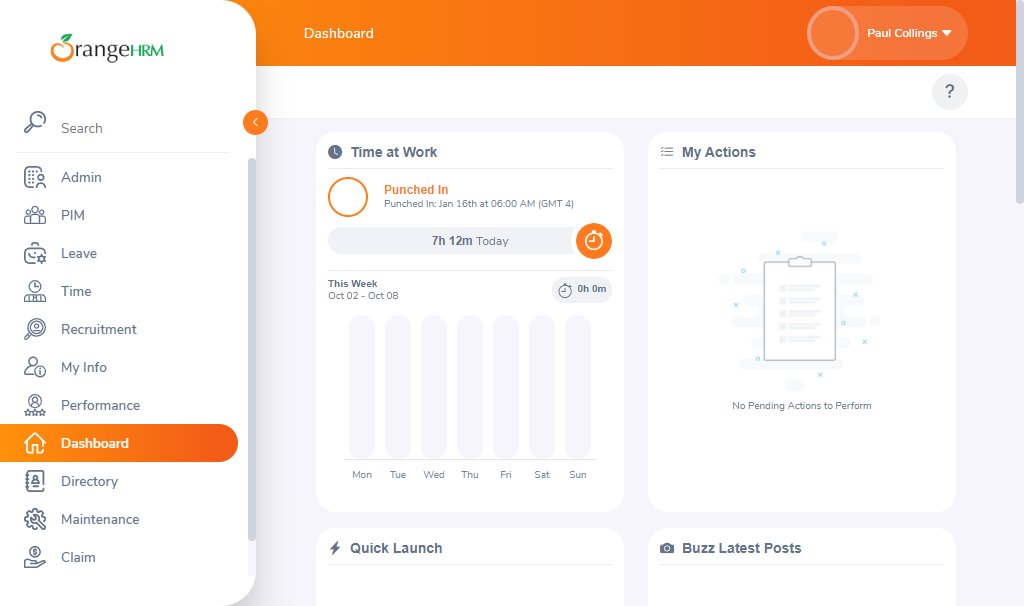 OrangeHRM
Dashboard
Paul Collings
?
Search
Admin
PIM
Leave
Time
Recruitment
My Info
Performance
Dashboard
Directory
Maintenance
Claim
Time at Work
Punched In
Punched In: Jan 16th at 06:00 AM (GMT 4)
7h 12m Today
This Week
Oct 02 - Oct 08
0h 0m
Mon Tue Wed Thu Fri Sat Sun
My Actions
No Pending Actions to Perform
Quick Launch
Buzz Latest Posts